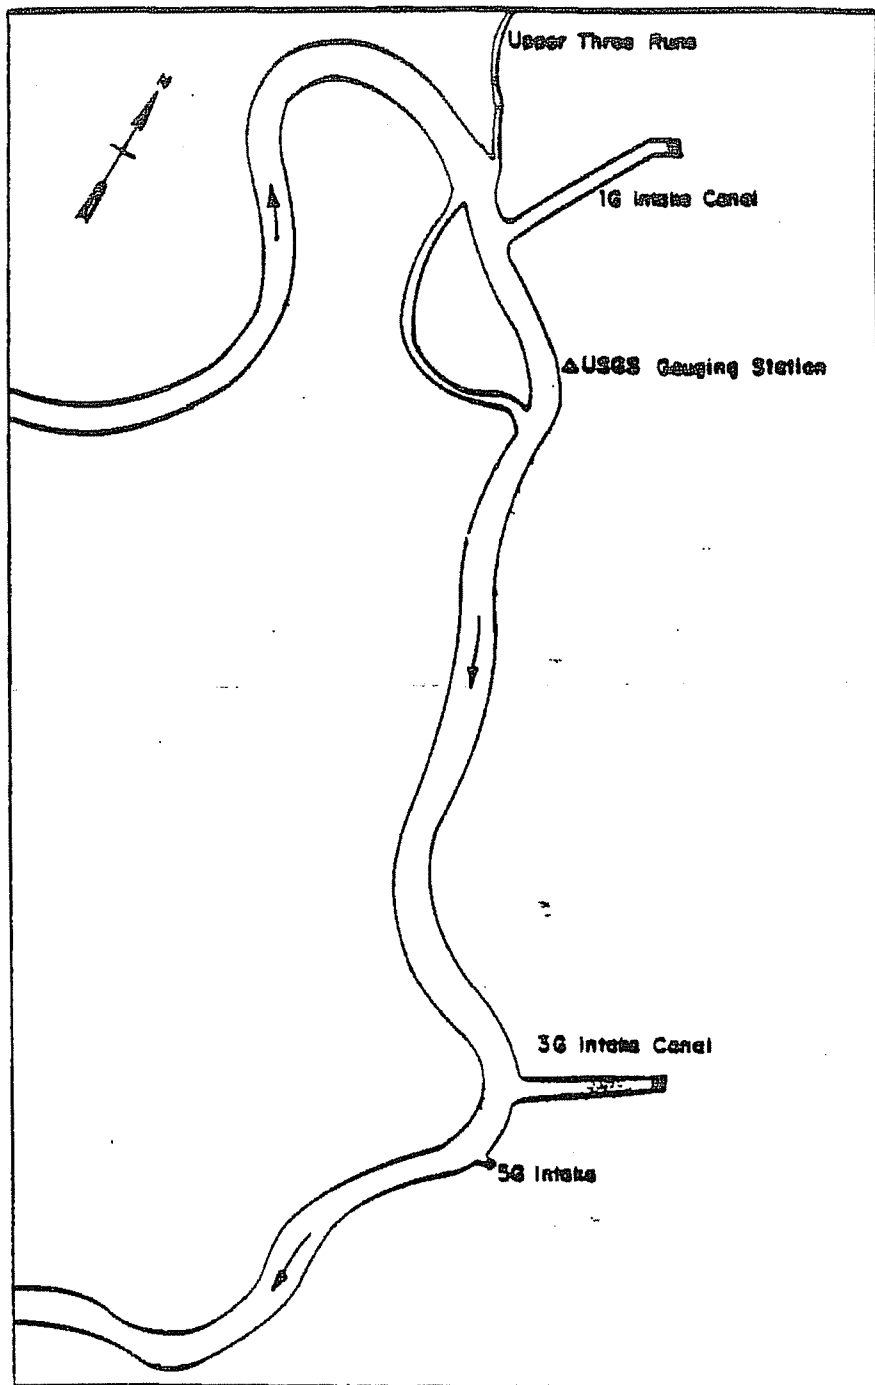 Upper Three Runs
N
1G Intake Canal
USGS Gauging Station
3G Intake Canal
5G Intake